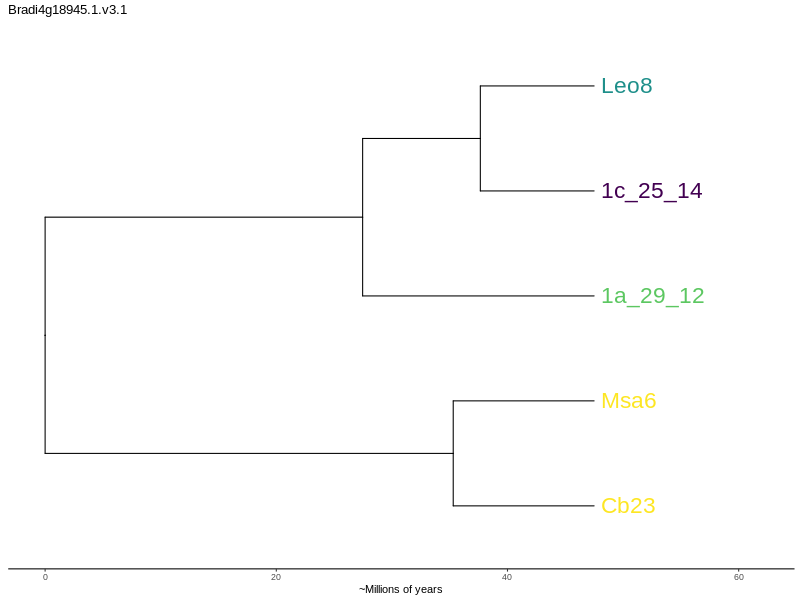 Bradi4g18945.1.v3.1
Leo8
1c_25_14
1a_29_12
Msa6
Cb23
0 20 40 60
~Millions of years